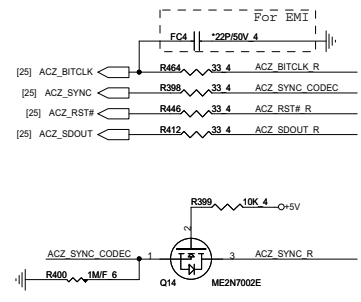 For EMI
FC4 *22P/50V_4
[25] ACZ_BITCLK R464 33_4 ACZ_BITCLK_R
[25] ACZ_SYNC R398 33_4 ACZ_SYNC_CODEC
[25] ACZ_RST# R446 33_4 ACZ_RST#_R
[25] ACZ_SDOUT R412 33_4 ACZ_SDOUT_R
R399 10K_4 +5V
2
ACZ_SYNC_CODEC 1 3 ACZ_SYNC_R
R400 1M/F_6 Q14 ME2N7002E